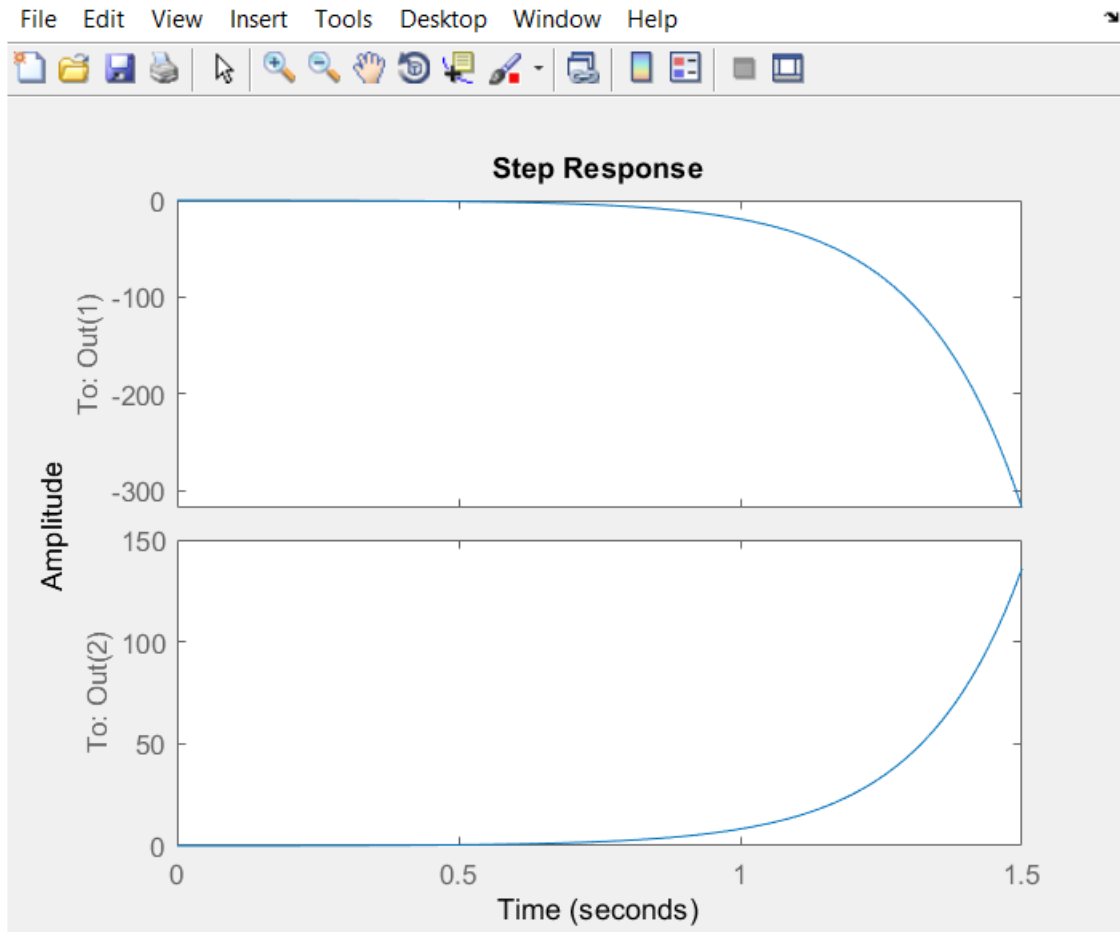 File Edit View Insert Tools Desktop Window Help
Step Response
0
-100
-200
-300
To: Out(1)
Amplitude
150
100
50
0
To: Out(2)
0 0.5 1 1.5
Time (seconds)